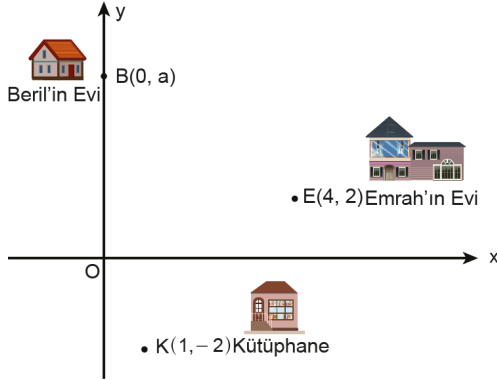 y
B(0, a)
Beril’in Evi
E(4, 2)Emrah’ın Evi
x
O
K(1,−2)Kütüphane